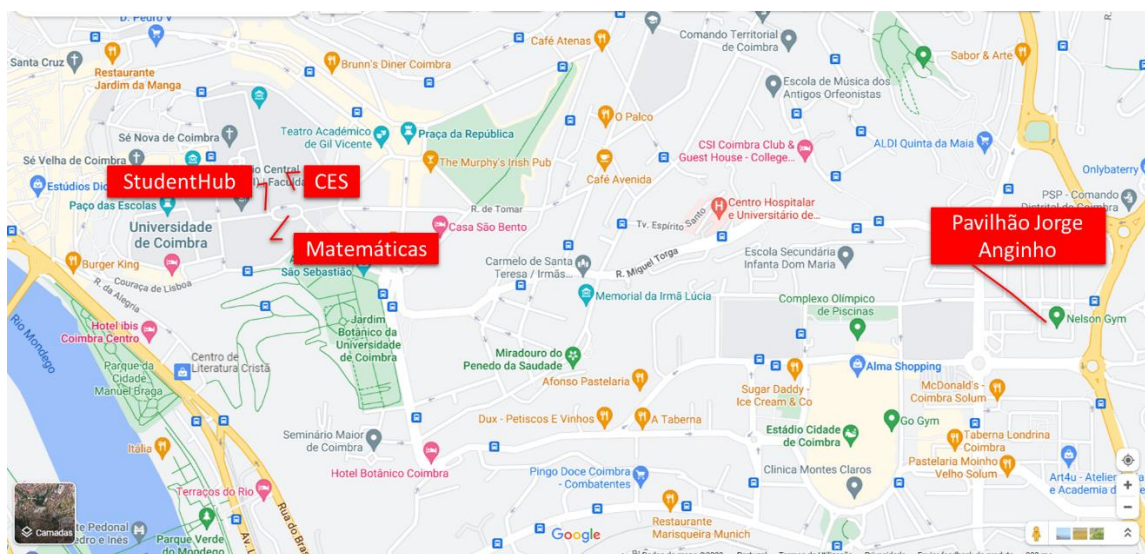 D. Pedro V
Café Atenas
Comando Territorial
de Coimbra
Sabor & Arte
Santa Cruz
Restaurante
Jardim da Manga
Brunn's Diner Coimbra
Escola de Música dos
Antigos Orfeonistas
Sé Nova de Coimbra
Teatro Académico
de Gil Vicente
Praça da República
O Palco
CSI Coimbra Club &
Guest House - College...
ALDI Quinta da Maia
Sé Velha de Coimbra
The Murphy's Irish Pub
Café Avenida
Onlybaterry
Estúdios
StudentHub
CES
Paço das Escolas
R. de Tomar
Tv. Espírito Santo
Centro Hospitalar
e Universitário de...
PSP - Comando
Distrital de Coimbra
Universidade
de Coimbra
Casa São Bento
Matemáticas
Pavilhão Jorge
Anginho
Burger King
São Sebastião
Carmelo de Santa
Teresa / Irmãs...
R. Miguel Torga
Escola Secundária
Infanta Dom Maria
Couraça de Lisboa
R. da Alegria
Memorial da Irmã Lúcia
Complexo Olímpico
de Piscinas
Nelson Gym
Rio Mondego
Hotel ibis
Coimbra Centro
Jardim
Botânico da
Universidade
de Coimbra
Parque da
Cidade
Manuel Braga
Centro de
Literatura Cristã
Miradouro do
Penedo da Saudade
Afonso Pastelaria
Alma Shopping
Sugar Daddy -
Ice Cream & Co
McDonald's -
Coimbra Solum
Dux - Petiscos E Vinhos
A Taberna
Go Gym
Itália
Seminário Maior
de Coimbra
Estádio Cidade
de Coimbra
Taberna Londrina
Coimbra
Hotel Botânico Coimbra
Pingo Doce Coimbra
- Combatentes
Clinica Montes Claros
Pastelaria Moinho
Velho Solum
Art4u - Atelier
e Academia de
Terraços do Rio
Camadas
Pedonal
Pedro e Inês
Parque Verde
do Mondego
Rua do Brasil
Google
Restaurante
Marisqueira Munich